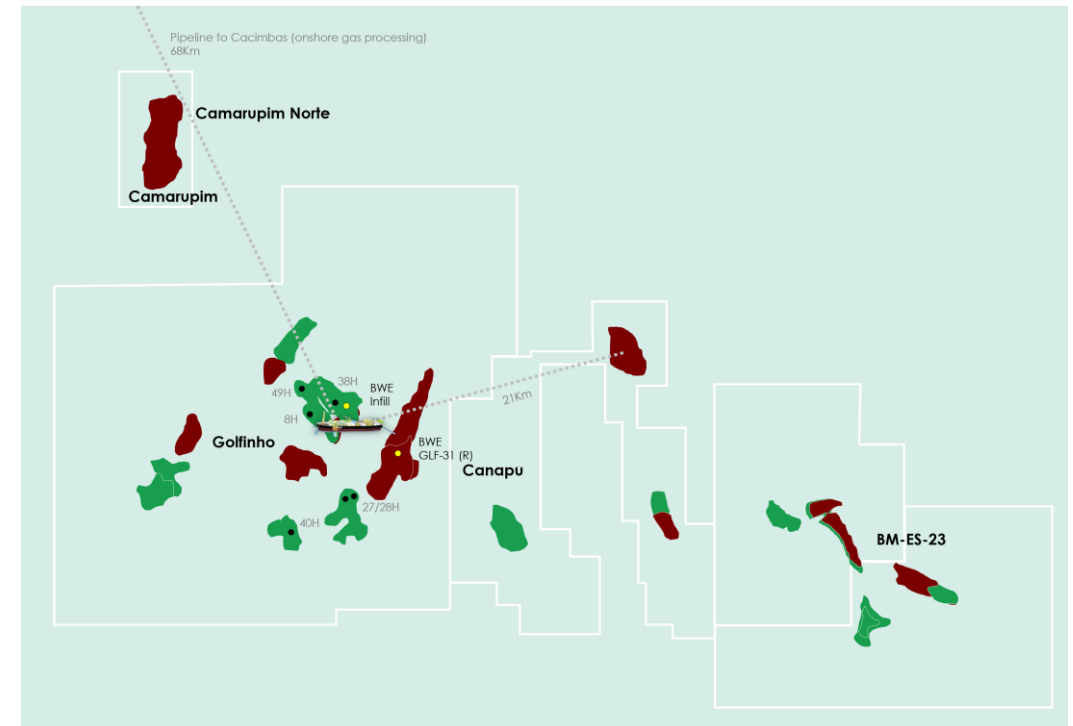 Pipeline to Cacimbas (onshore gas processing)
68Km
Camarupim Norte
Camarupim
38H
BWE
Infill
49H
8H
21Km
Golfinho
BWE
GLF-31 (R)
Canapu
27/28H
40H
BM-ES-23